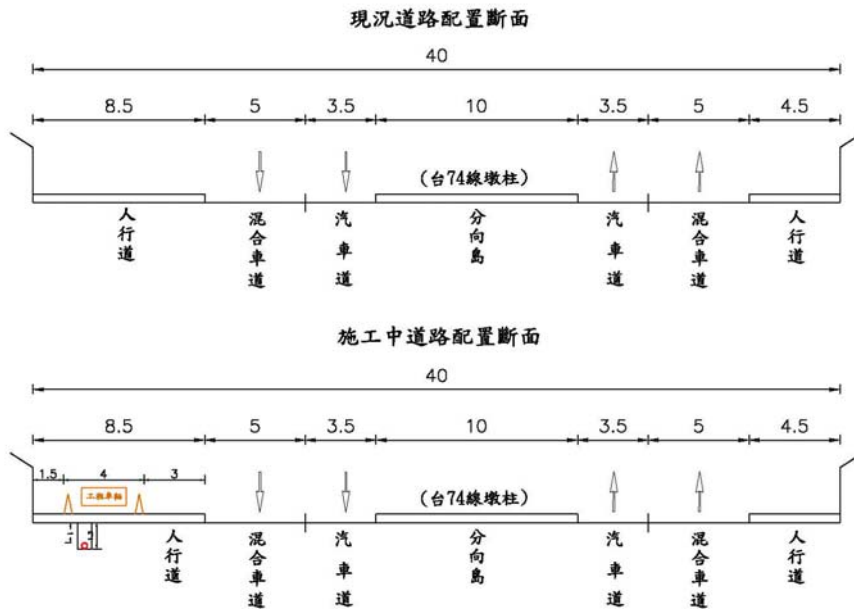 現況道路配置斷面
40
8.5 5 3.5 10 3.5 5 4.5
(台74線墩柱)
人行道 混合車道 汽車道 分向島 汽車道 混合車道 人行道
施工中道路配置斷面
40
8.5 5 3.5 10 3.5 5 4.5
1.5 4 3
工程車輛
(台74線墩柱)
人行道 混合車道 汽車道 分向島 汽車道 混合車道 人行道